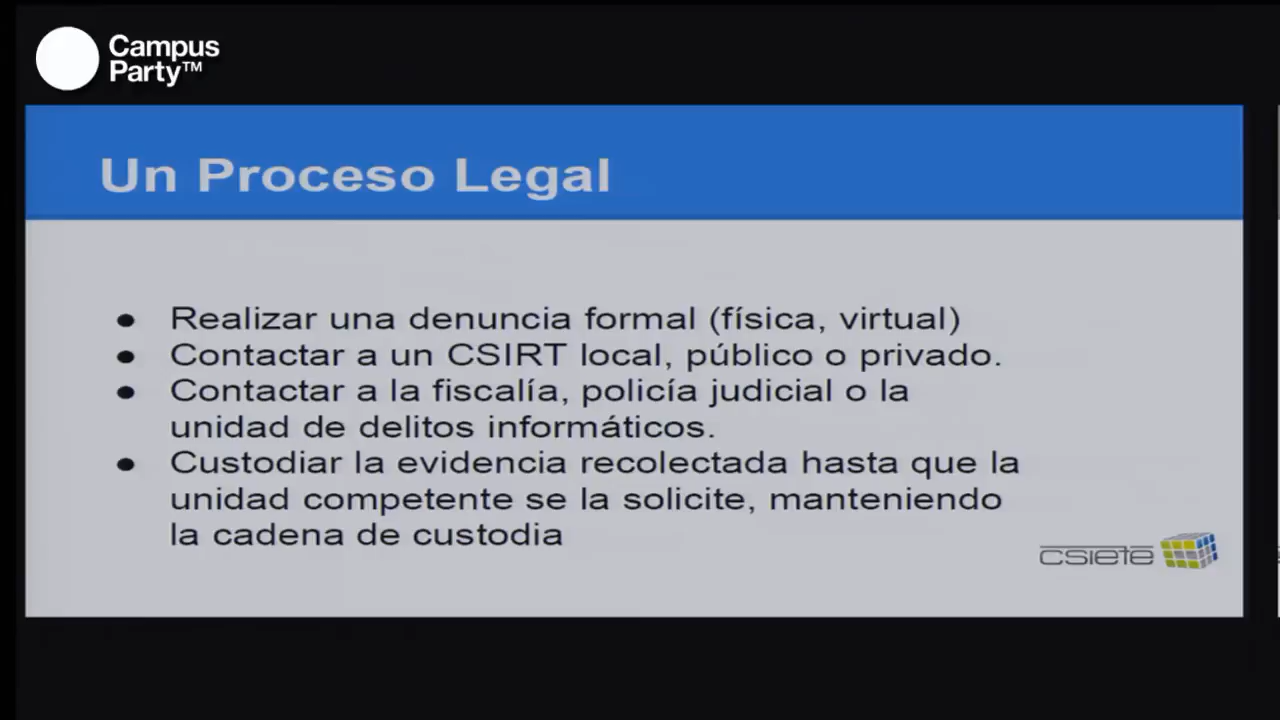 Campus
Party™
Un Proceso Legal
● Realizar una denuncia formal (física, virtual)
● Contactar a un CSIRT local, público o privado.
● Contactar a la fiscalía, policía judicial o la
unidad de delitos informáticos.
● Custodiar la evidencia recolectada hasta que la
unidad competente se la solicite, manteniendo
la cadena de custodia
csiete